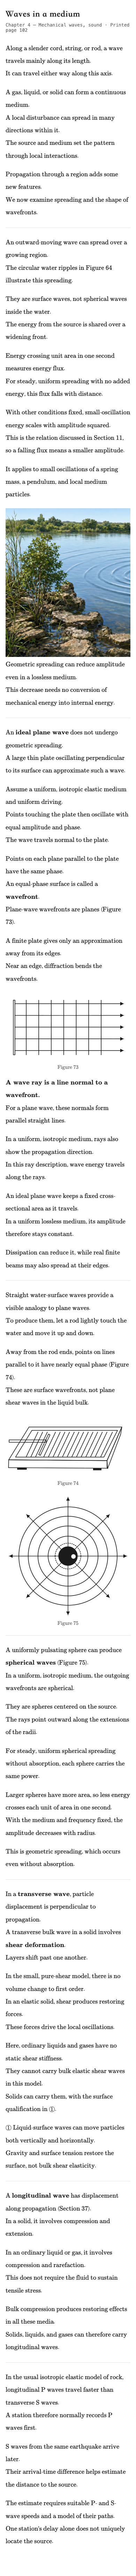 Waves in a medium
Chapter 4 — Mechanical waves, sound · Printed
page 102
Along a slender cord, string, or rod, a wave
travels mainly along its length.
It can travel either way along this axis.
A gas, liquid, or solid can form a continuous
medium.
A local disturbance can spread in many
directions within it.
The source and medium set the pattern
through local interactions.
Propagation through a region adds some
new features.
We now examine spreading and the shape of
wavefronts.
An outward-moving wave can spread over a
growing region.
The circular water ripples in Figure 64
illustrate this spreading.
They are surface waves, not spherical waves
inside the water.
The energy from the source is shared over a
widening front.
Energy crossing unit area in one second
measures energy flux.
For steady, uniform spreading with no added
energy, this flux falls with distance.
With other conditions fixed, small-oscillation
energy scales with amplitude squared.
This is the relation discussed in Section 11,
so a falling flux means a smaller amplitude.
It applies to small oscillations of a spring
mass, a pendulum, and local medium
particles.
Geometric spreading can reduce amplitude
even in a lossless medium.
This decrease needs no conversion of
mechanical energy into internal energy.
An ideal plane wave does not undergo
geometric spreading.
A large thin plate oscillating perpendicular
to its surface can approximate such a wave.
Assume a uniform, isotropic elastic medium
and uniform driving.
Points touching the plate then oscillate with
equal amplitude and phase.
The wave travels normal to the plate.
Points on each plane parallel to the plate
have the same phase.
An equal-phase surface is called a
wavefront.
Plane-wave wavefronts are planes (Figure
73).
A finite plate gives only an approximation
away from its edges.
Near an edge, diffraction bends the
wavefronts.
Figure 73
A wave ray is a line normal to a
wavefront.
For a plane wave, these normals form
parallel straight lines.
In a uniform, isotropic medium, rays also
show the propagation direction.
In this ray description, wave energy travels
along the rays.
An ideal plane wave keeps a fixed cross-
sectional area as it travels.
In a uniform lossless medium, its amplitude
therefore stays constant.
Dissipation can reduce it, while real finite
beams may also spread at their edges.
Straight water-surface waves provide a
visible analogy to plane waves.
To produce them, let a rod lightly touch the
water and move it up and down.
Away from the rod ends, points on lines
parallel to it have nearly equal phase (Figure
74).
These are surface wavefronts, not plane
shear waves in the liquid bulk.
Figure 74
Figure 75
A uniformly pulsating sphere can produce
spherical waves (Figure 75).
In a uniform, isotropic medium, the outgoing
wavefronts are spherical.
They are spheres centered on the source.
The rays point outward along the extensions
of the radii.
For steady, uniform spherical spreading
without absorption, each sphere carries the
same power.
Larger spheres have more area, so less energy
crosses each unit of area in one second.
With the medium and frequency fixed, the
amplitude decreases with radius.
This is geometric spreading, which occurs
even without absorption.
In a transverse wave, particle
displacement is perpendicular to
propagation.
A transverse bulk wave in a solid involves
shear deformation.
Layers shift past one another.
In the small, pure-shear model, there is no
volume change to first order.
In an elastic solid, shear produces restoring
forces.
These forces drive the local oscillations.
Here, ordinary liquids and gases have no
static shear stiffness.
They cannot carry bulk elastic shear waves
in this model.
Solids can carry them, with the surface
qualification in ①.
① Liquid surface waves can move particles
both vertically and horizontally.
Gravity and surface tension restore the
surface, not bulk shear elasticity.
A longitudinal wave has displacement
along propagation (Section 37).
In a solid, it involves compression and
extension.
In an ordinary liquid or gas, it involves
compression and rarefaction.
This does not require the fluid to sustain
tensile stress.
Bulk compression produces restoring effects
in all these media.
Solids, liquids, and gases can therefore carry
longitudinal waves.
In the usual isotropic elastic model of rock,
longitudinal P waves travel faster than
transverse S waves.
A station therefore normally records P
waves first.
S waves from the same earthquake arrive
later.
Their arrival-time difference helps estimate
the distance to the source.
The estimate requires suitable P- and S-
wave speeds and a model of their paths.
One station's delay alone does not uniquely
locate the source.